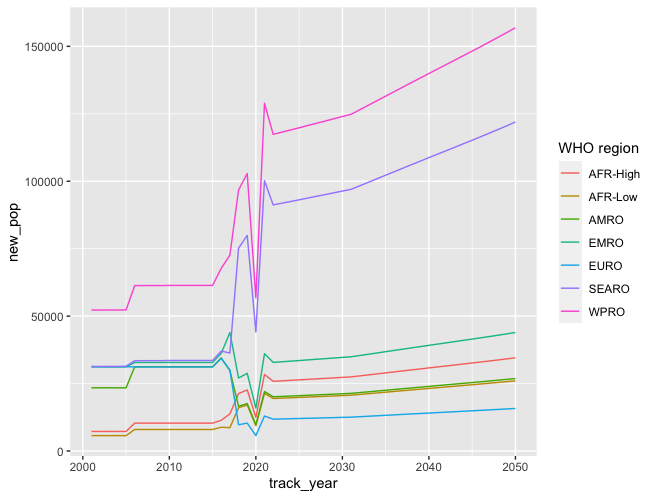 150000
100000
50000
0
new_pop
2000
2010
2020
2030
2040
2050
track_year
WHO region
AFR-High
AFR-Low
AMRO
EMRO
EURO
SEARO
WPRO